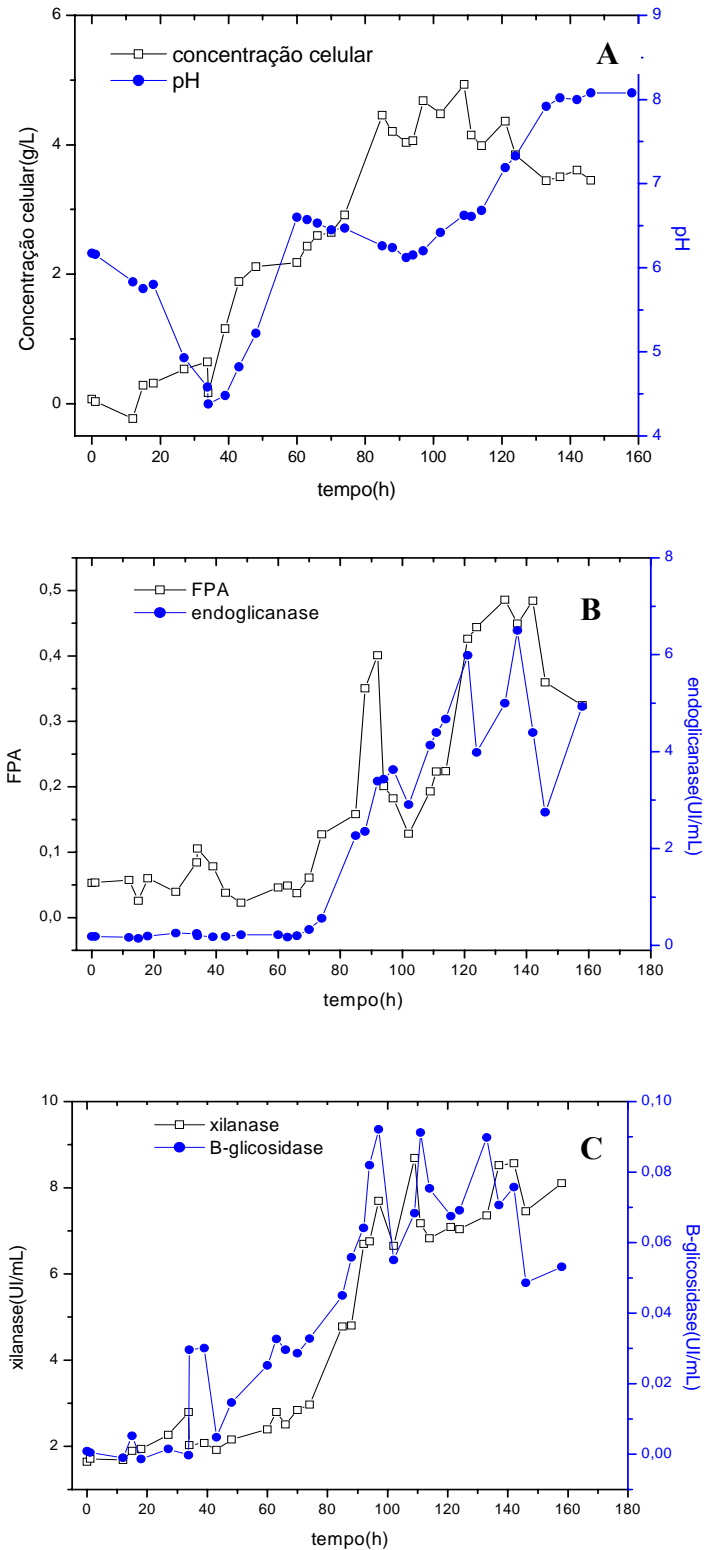 A
concentração celular
pH
Concentração celular(g/L)
6
4
2
0
9
8
7
6
5
4
pH
0 20 40 60 80 100 120 140 160
tempo(h)
B
FPA
endoglicanase
FPA
0,5
0,4
0,3
0,2
0,1
0,0
8
6
4
2
0
endoglicanase(UI/mL)
0 20 40 60 80 100 120 140 160 180
tempo(h)
C
xilanase
B-glicosidase
xilanase(UI/mL)
10
8
6
4
2
0,10
0,08
0,06
0,04
0,02
0,00
B-glicosidase(UI/mL)
0 20 40 60 80 100 120 140 160 180
tempo(h)